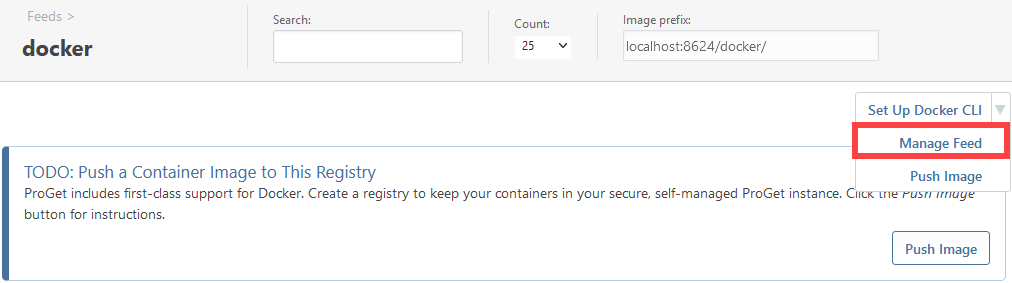 Feeds >
docker
Search:
Count:
25
Image prefix:
localhost:8624/docker/
Set Up Docker CLI
Manage Feed
Push Image
TODO: Push a Container Image to This Registry
ProGet includes first-class support for Docker. Create a registry to keep your containers in your secure, self-managed ProGet instance. Click the Push Image
button for instructions.
Push Image